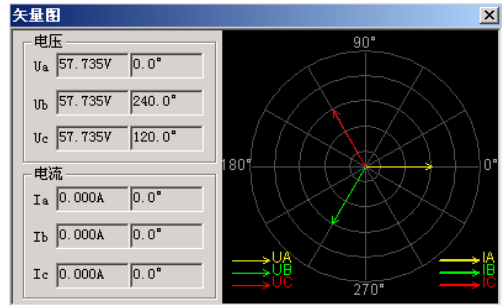 矢量图
电压
Ua 57.735V 0.0°
Ub 57.735V 240.0°
Uc 57.735V 120.0°
电流
Ia 0.000A 0.0°
Ib 0.000A 0.0°
Ic 0.000A 0.0°
90°
180°
0°
270°
UA
UB
UC
IA
IB
IC